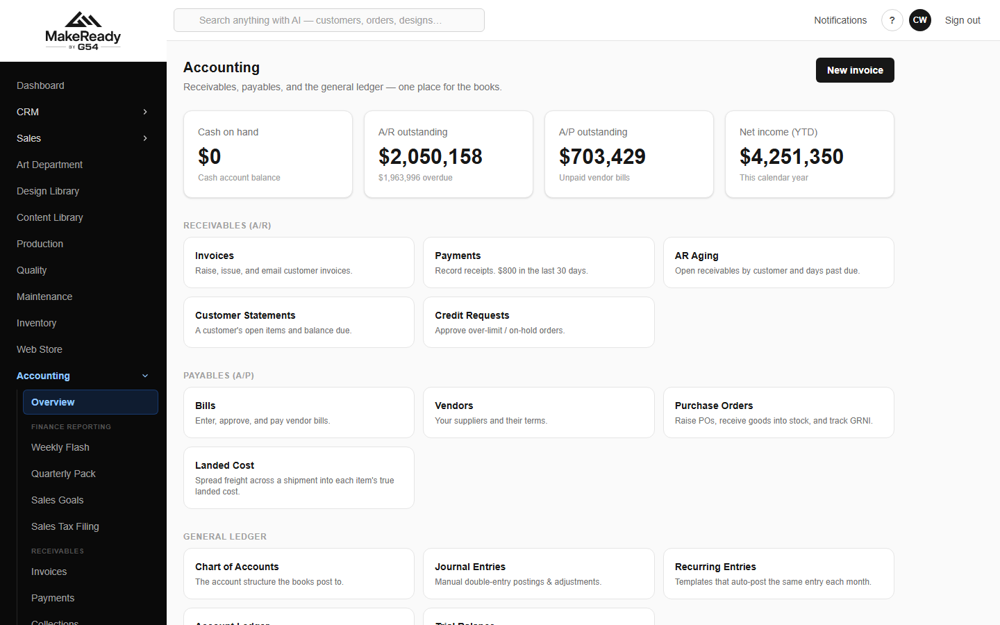 MakeReady
BY G54
Search anything with AI — customers, orders, designs...
Notifications
?
CW
Sign out
Dashboard
CRM
Sales
Art Department
Design Library
Content Library
Production
Quality
Maintenance
Inventory
Web Store
Accounting
Overview
FINANCE REPORTING
Weekly Flash
Quarterly Pack
Sales Goals
Sales Tax Filing
RECEIVABLES
Invoices
Payments
Collections
Accounting
Receivables, payables, and the general ledger — one place for the books.
New invoice
Cash on hand
$0
Cash account balance
A/R outstanding
$2,050,158
$1,963,996 overdue
A/P outstanding
$703,429
Unpaid vendor bills
Net income (YTD)
$4,251,350
This calendar year
RECEIVABLES (A/R)
Invoices
Raise, issue, and email customer invoices.
Payments
Record receipts. $800 in the last 30 days.
AR Aging
Open receivables by customer and days past due.
Customer Statements
A customer's open items and balance due.
Credit Requests
Approve over-limit / on-hold orders.
PAYABLES (A/P)
Bills
Enter, approve, and pay vendor bills.
Vendors
Your suppliers and their terms.
Purchase Orders
Raise POs, receive goods into stock, and track GRNI.
Landed Cost
Spread freight across a shipment into each item's true
landed cost.
GENERAL LEDGER
Chart of Accounts
The account structure the books post to.
Journal Entries
Manual double-entry postings & adjustments.
Recurring Entries
Templates that auto-post the same entry each month.
Account Ledger
Trial Balance